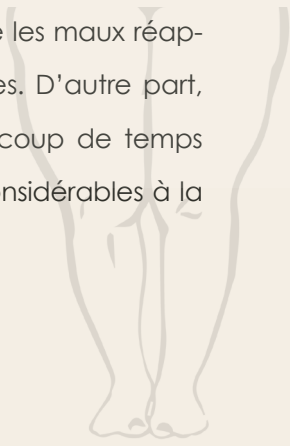 les maux réap-
es. D'autre part,
coup de temps
nsidérables à la